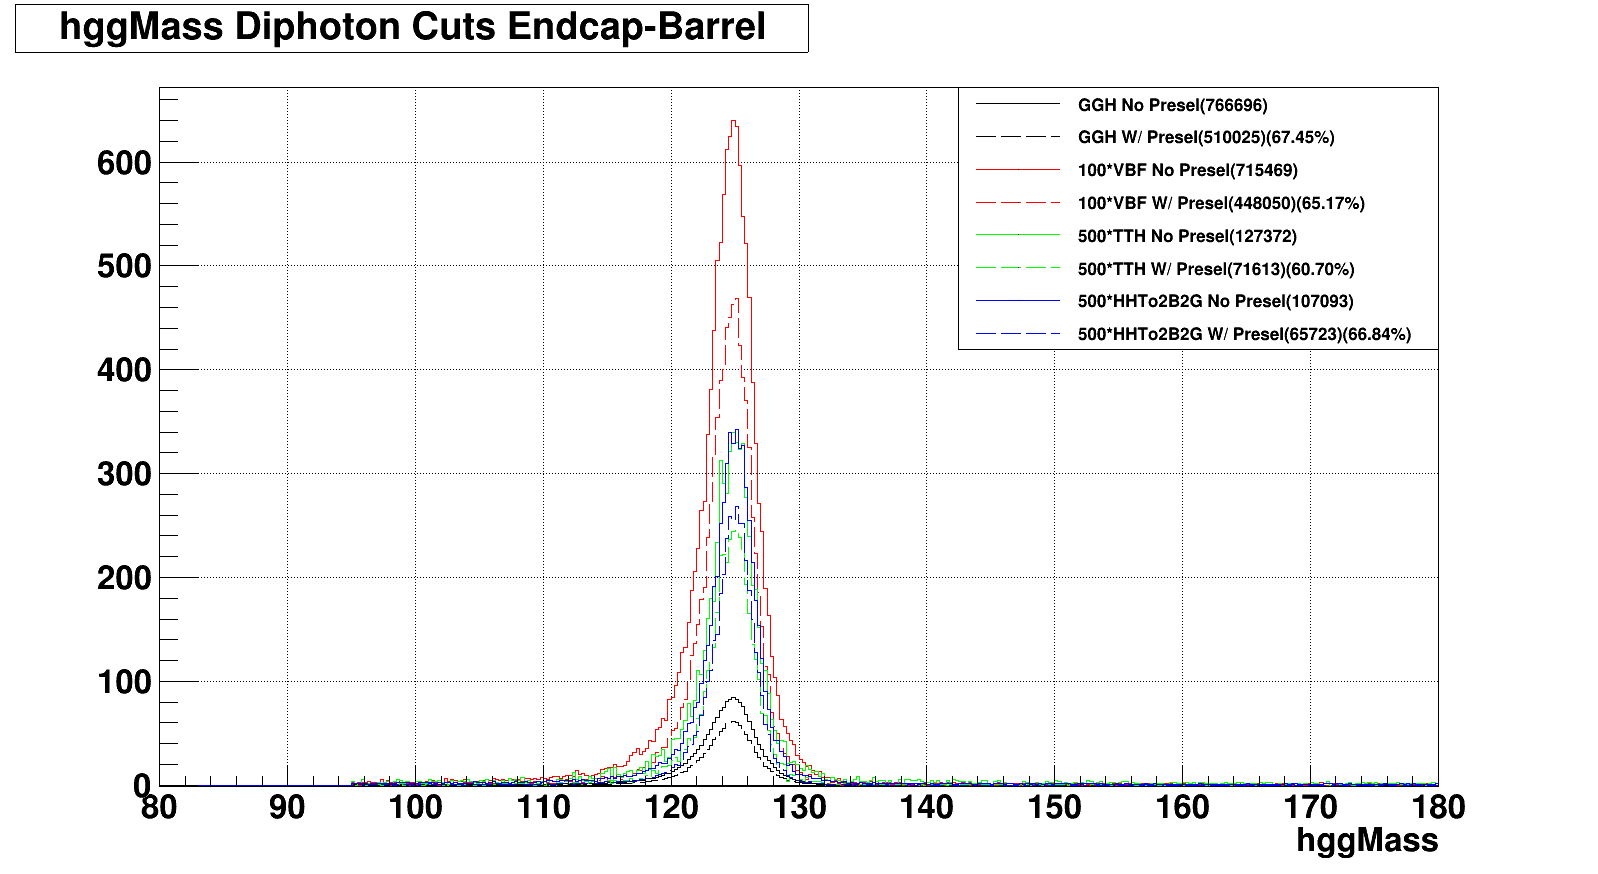 hggMass Diphoton Cuts Endcap-Barrel
GGH No Presel(766696)
GGH W/ Presel(510025)(67.45%)
100*VBF No Presel(715469)
100*VBF W/ Presel(448050)(65.17%)
500*TTH No Presel(127372)
500*TTH W/ Presel(71613)(60.70%)
500*HHTo2B2G No Presel(107093)
500*HHTo2B2G W/ Presel(65723)(66.84%)
600
500
400
300
200
100
0
80 90 100 110 120 130 140 150 160 170 180
hggMass